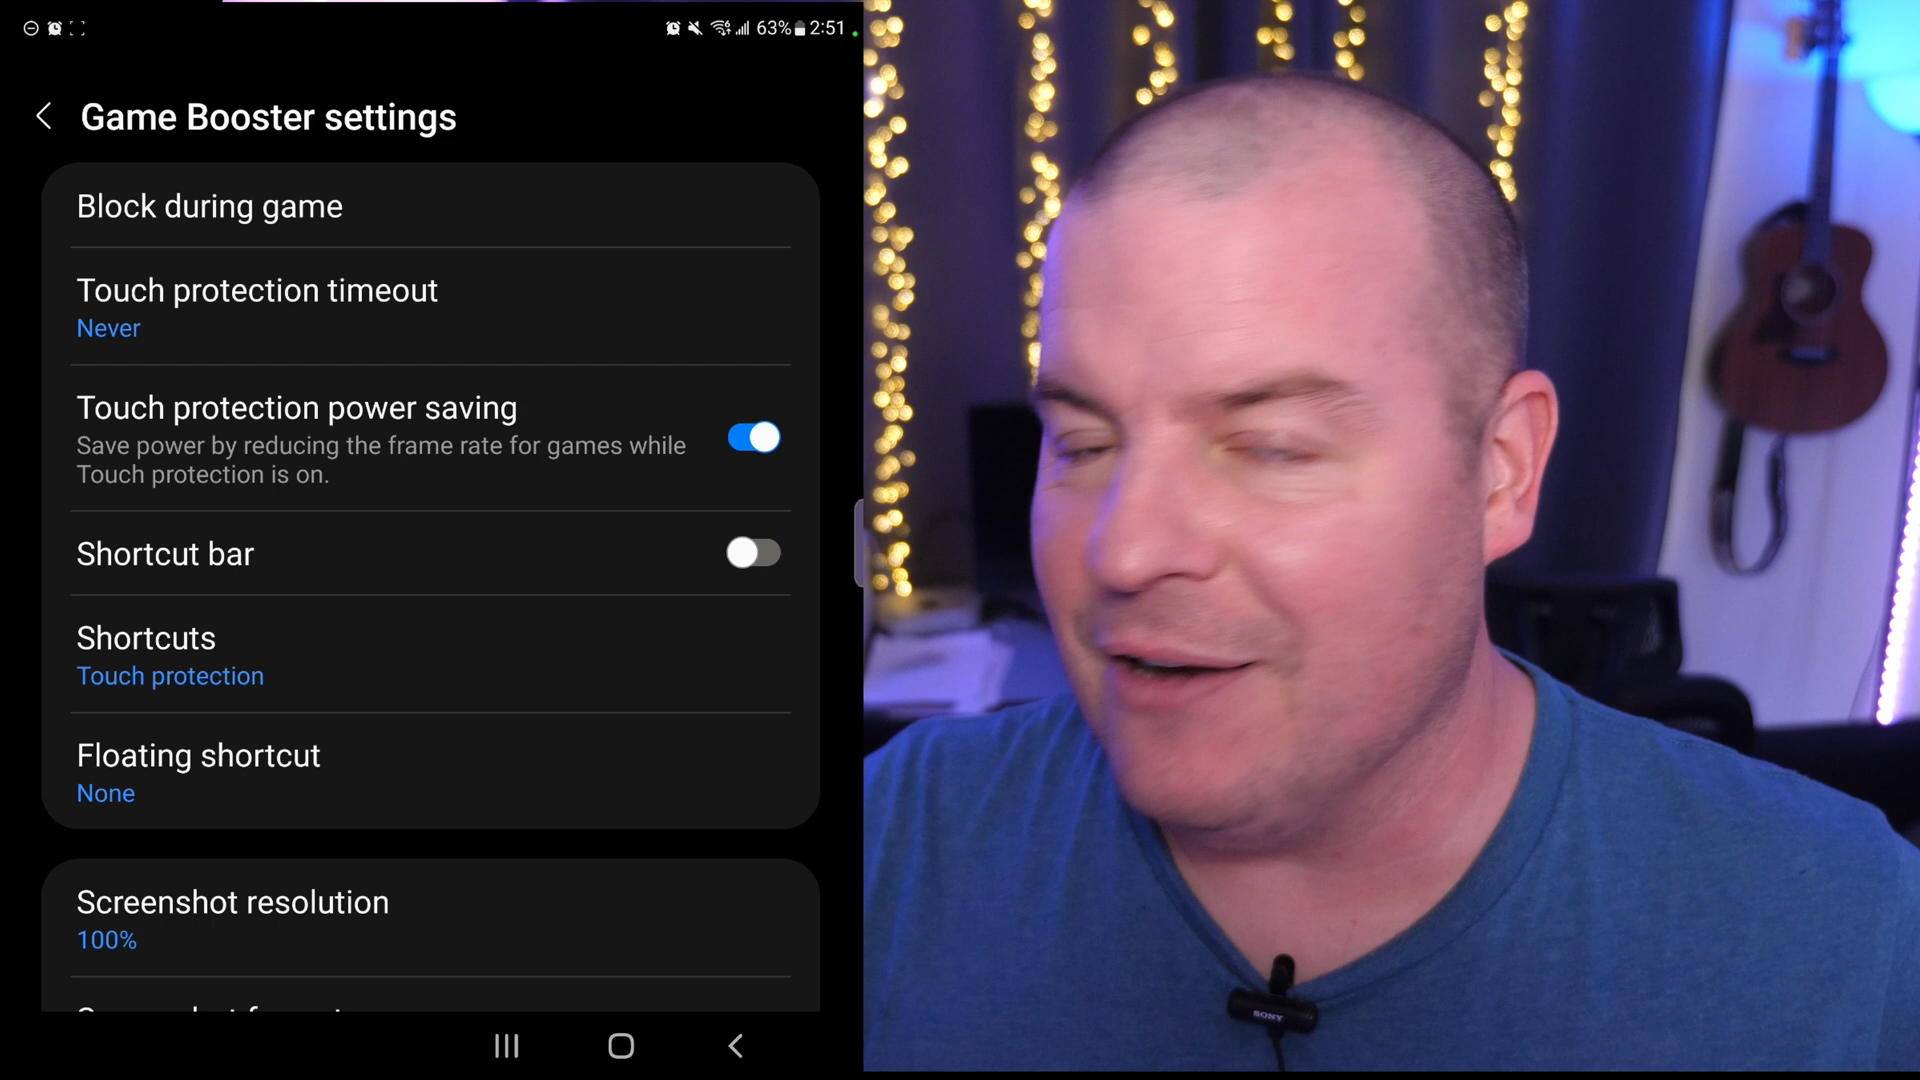 63% 2:51
Game Booster settings
Block during game
Touch protection timeout
Never
Touch protection power saving
Save power by reducing the frame rate for games while
Touch protection is on.
Shortcut bar
Shortcuts
Touch protection
Floating shortcut
None
Screenshot resolution
100%
SONY